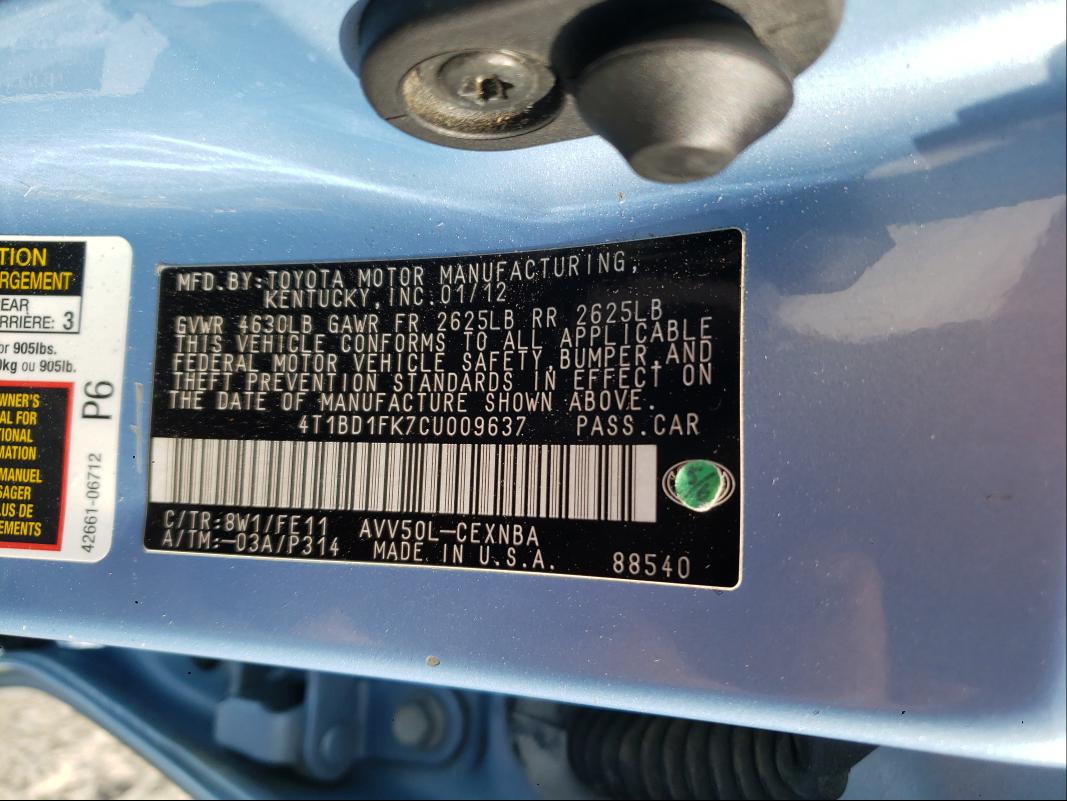 TION
RGEMENT
EAR
RRIÈRE: 3
or 905lbs.
0kg ou 905lb.
WNER'S
AL FOR
TIONAL
MATION
MANUEL
SAGER
LUS DE
EMENTS
P6
42661-06712
MFD.BY:TOYOTA MOTOR MANUFACTURING,
KENTUCKY,INC.01/12
GVWR 4630LB GAWR FR 2625LB RR 2625LB
THIS VEHICLE CONFORMS TO ALL APPLICABLE
FEDERAL MOTOR VEHICLE SAFETY,BUMPER,AND
THEFT PREVENTION STANDARDS IN EFFECT ON
THE DATE OF MANUFACTURE SHOWN ABOVE.
4T1BD1FK7CU009637 PASS.CAR
C/TR:8W1/FE11 AVV50L-CEXNBA
A/TM:-03A/P314 MADE IN U.S.A. 88540